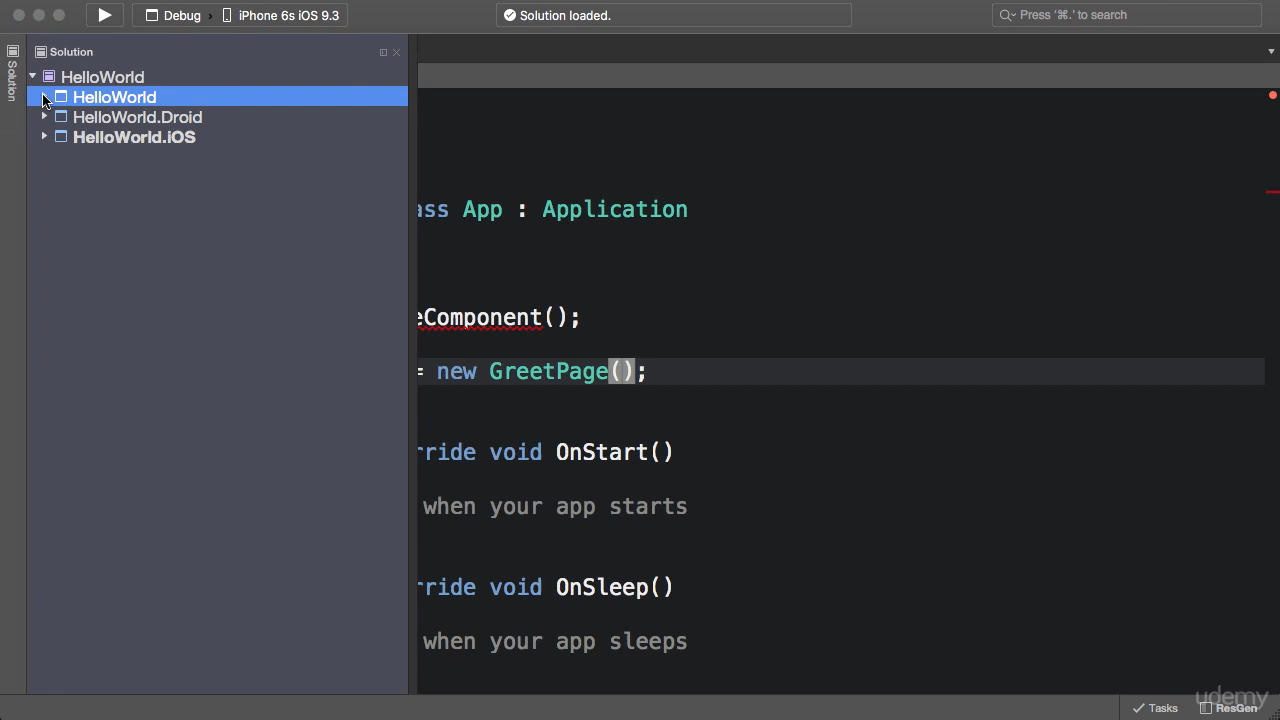 Debug
iPhone 6s iOS 9.3
Solution loaded.
Press '⌘.' to search
Solution
Solution
HelloWorld
HelloWorld
HelloWorld.Droid
HelloWorld.iOS
ass App : Application
eComponent();
= new GreetPage();
rride void OnStart()
when your app starts
rride void OnSleep()
when your app sleeps
udemy
Tasks
ResGen